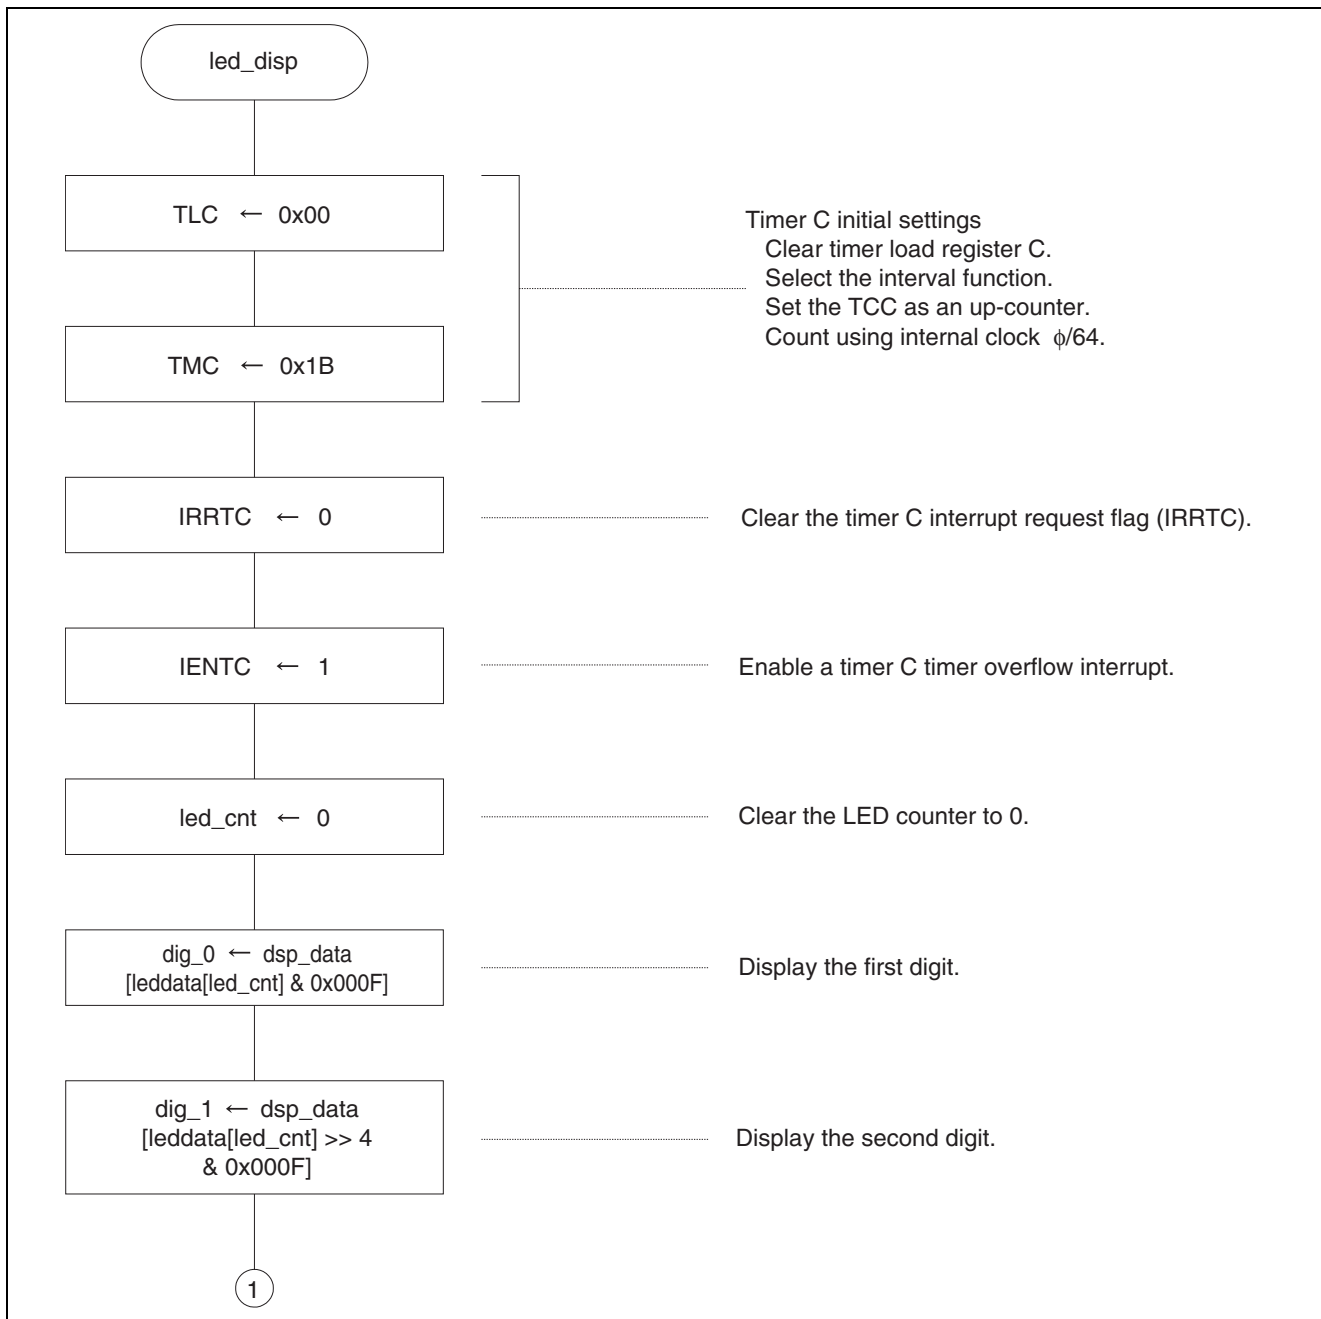 led_disp
TLC ← 0x00
Timer C initial settings
Clear timer load register C.
Select the interval function.
Set the TCC as an up-counter.
Count using internal clock ϕ/64.
TMC ← 0x1B
IRRTC ← 0
Clear the timer C interrupt request flag (IRRTC).
IENTC ← 1
Enable a timer C timer overflow interrupt.
led_cnt ← 0
Clear the LED counter to 0.
dig_0 ← dsp_data
[leddata[led_cnt] & 0x000F]
Display the first digit.
dig_1 ← dsp_data
[leddata[led_cnt] >> 4
& 0x000F]
Display the second digit.
1